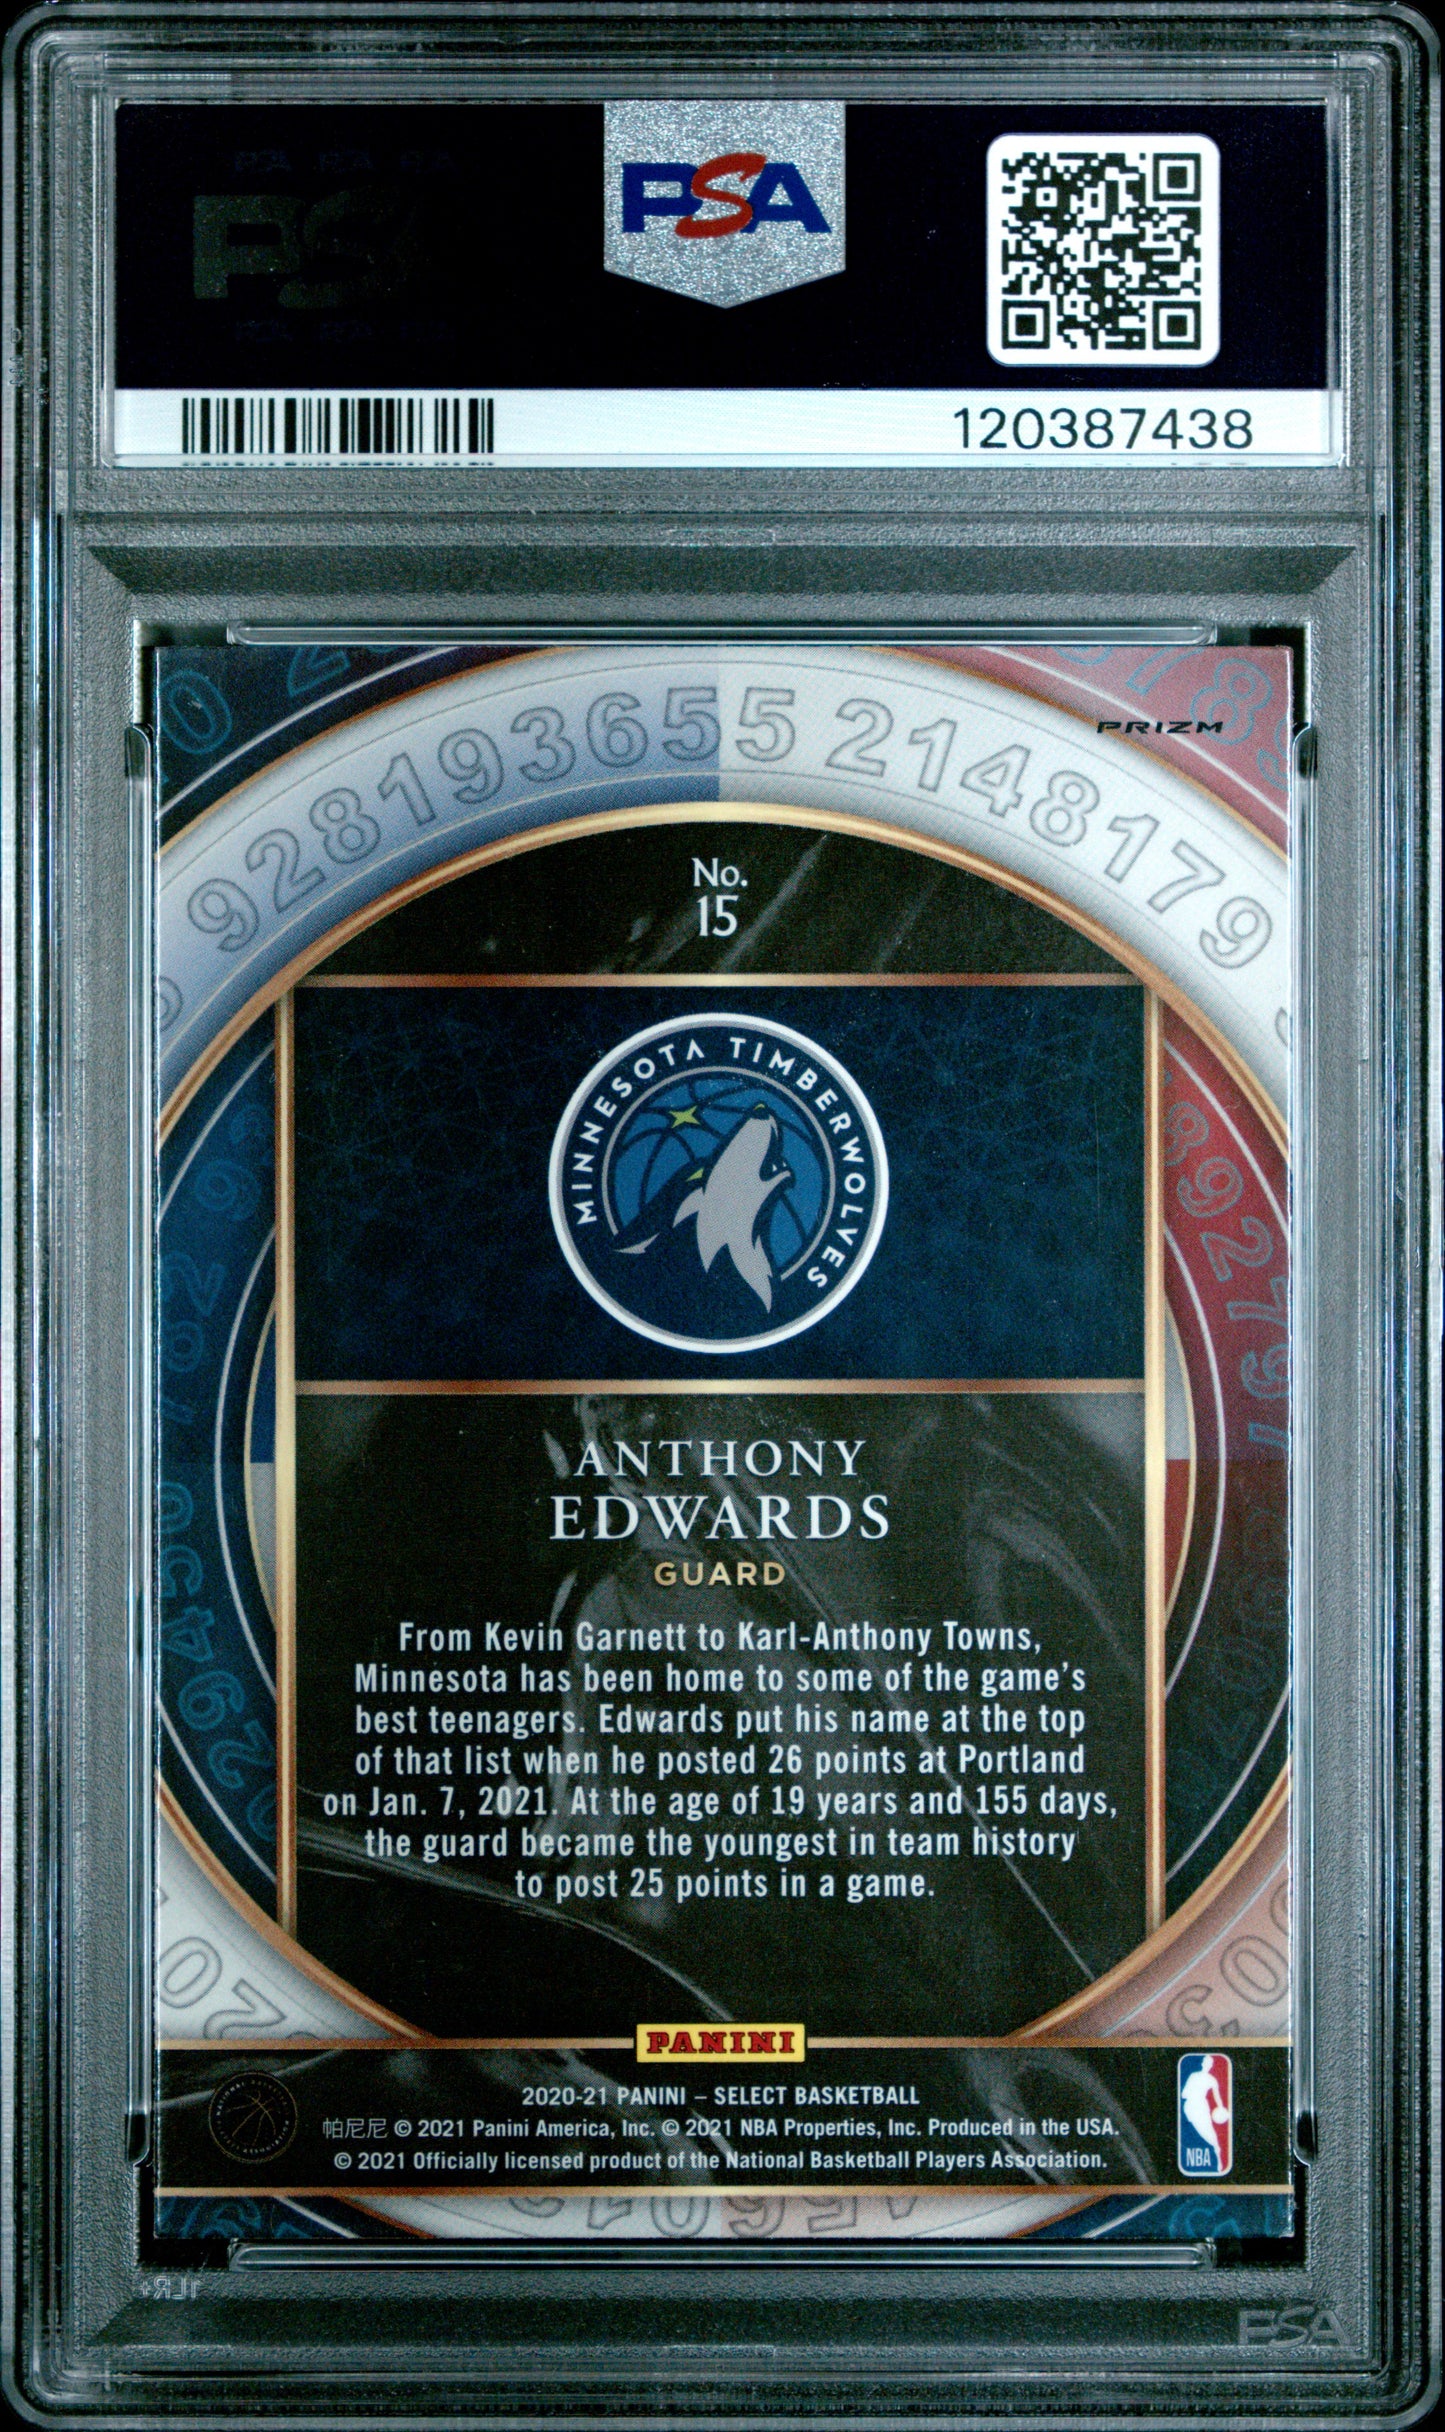 PSA
120387438
92819365 5 2148179
PRIZM
No.
15
MINNESOTA TIMBERWOLVES
ANTHONY
EDWARDS
GUARD
From Kevin Garnett to Karl-Anthony Towns,
Minnesota has been home to some of the game's
best teenagers. Edwards put his name at the top
of that list when he posted 26 points at Portland
on Jan. 7, 2021. At the age of 19 years and 155 days,
the guard became the youngest in team history
to post 25 points in a game.
PANINI
2020-21 PANINI – SELECT BASKETBALL
帕尼尼 © 2021 Panini America, Inc. © 2021 NBA Properties, Inc. Produced in the USA.
© 2021 Officially licensed product of the National Basketball Players Association.
NBA
PSA